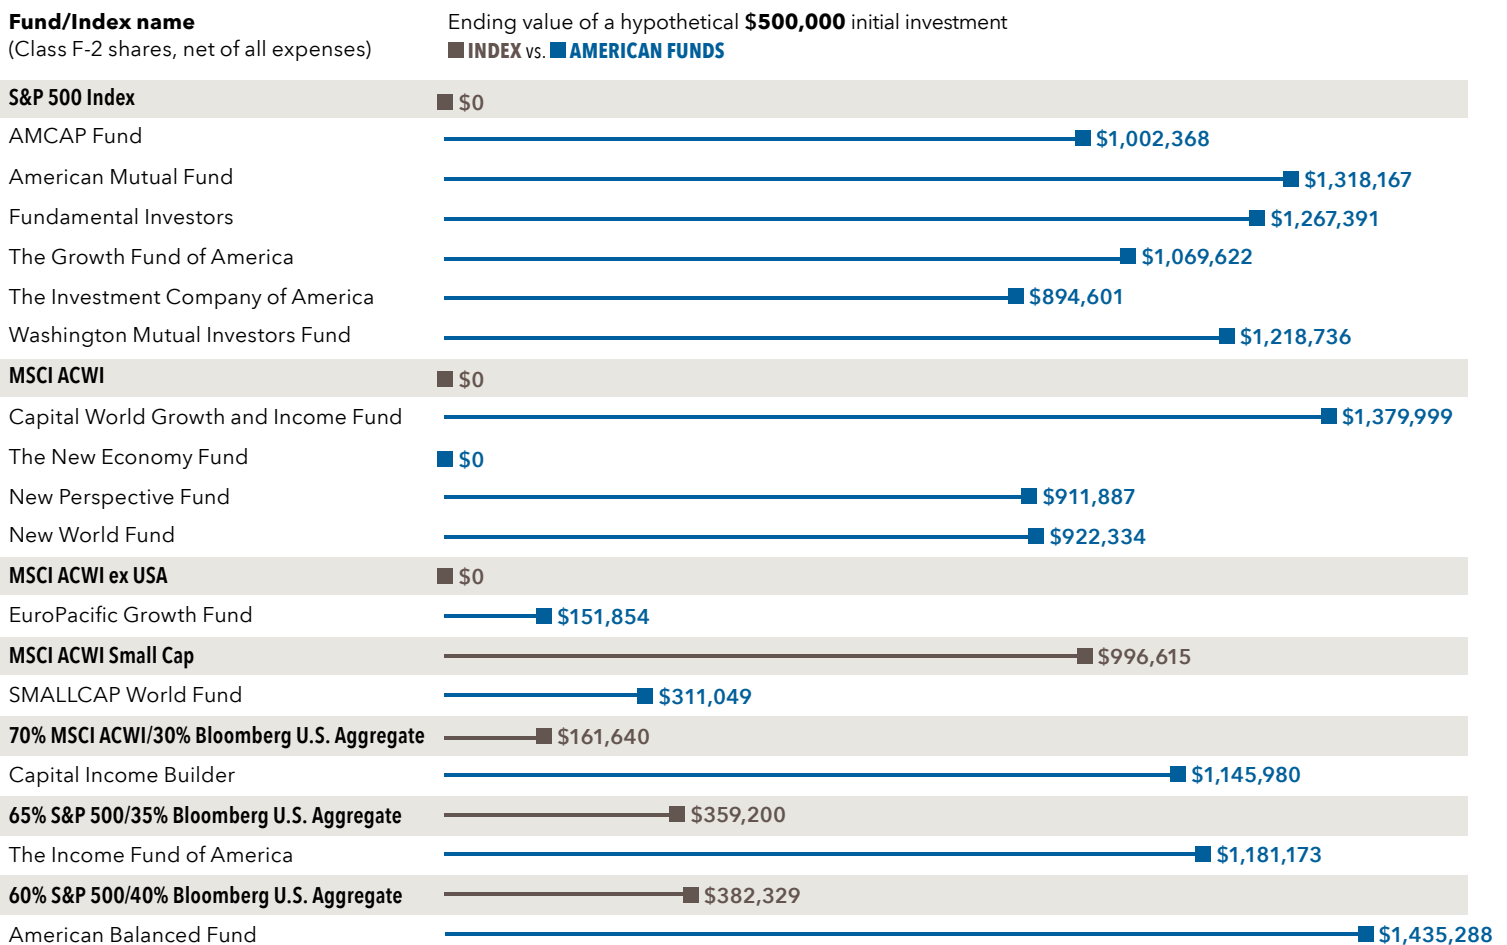 Fund/Index name
(Class F-2 shares, net of all expenses)
Ending value of a hypothetical $500,000 initial investment
INDEX vs. AMERICAN FUNDS
S&P 500 Index $0
AMCAP Fund $1,002,368
American Mutual Fund $1,318,167
Fundamental Investors $1,267,391
The Growth Fund of America $1,069,622
The Investment Company of America $894,601
Washington Mutual Investors Fund $1,218,736
MSCI ACWI $0
Capital World Growth and Income Fund $1,379,999
The New Economy Fund $0
New Perspective Fund $911,887
New World Fund $922,334
MSCI ACWI ex USA $0
EuroPacific Growth Fund $151,854
MSCI ACWI Small Cap $996,615
SMALLCAP World Fund $311,049
70% MSCI ACWI/30% Bloomberg U.S. Aggregate $161,640
Capital Income Builder $1,145,980
65% S&P 500/35% Bloomberg U.S. Aggregate $359,200
The Income Fund of America $1,181,173
60% S&P 500/40% Bloomberg U.S. Aggregate $382,329
American Balanced Fund $1,435,288